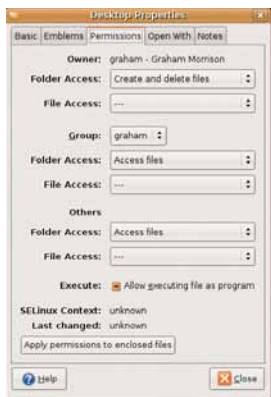 Desktop Properties
Basic Emblems Permissions Open With Notes
Owner: graham - Graham Morrison
Folder Access: Create and delete files
File Access: ---
Group: graham
Folder Access: Access files
File Access: ---
Others
Folder Access: Access files
File Access: ---
Execute: Allow executing file as program
SELinux Context: unknown
Last changed: unknown
Apply permissions to enclosed files
Help Close